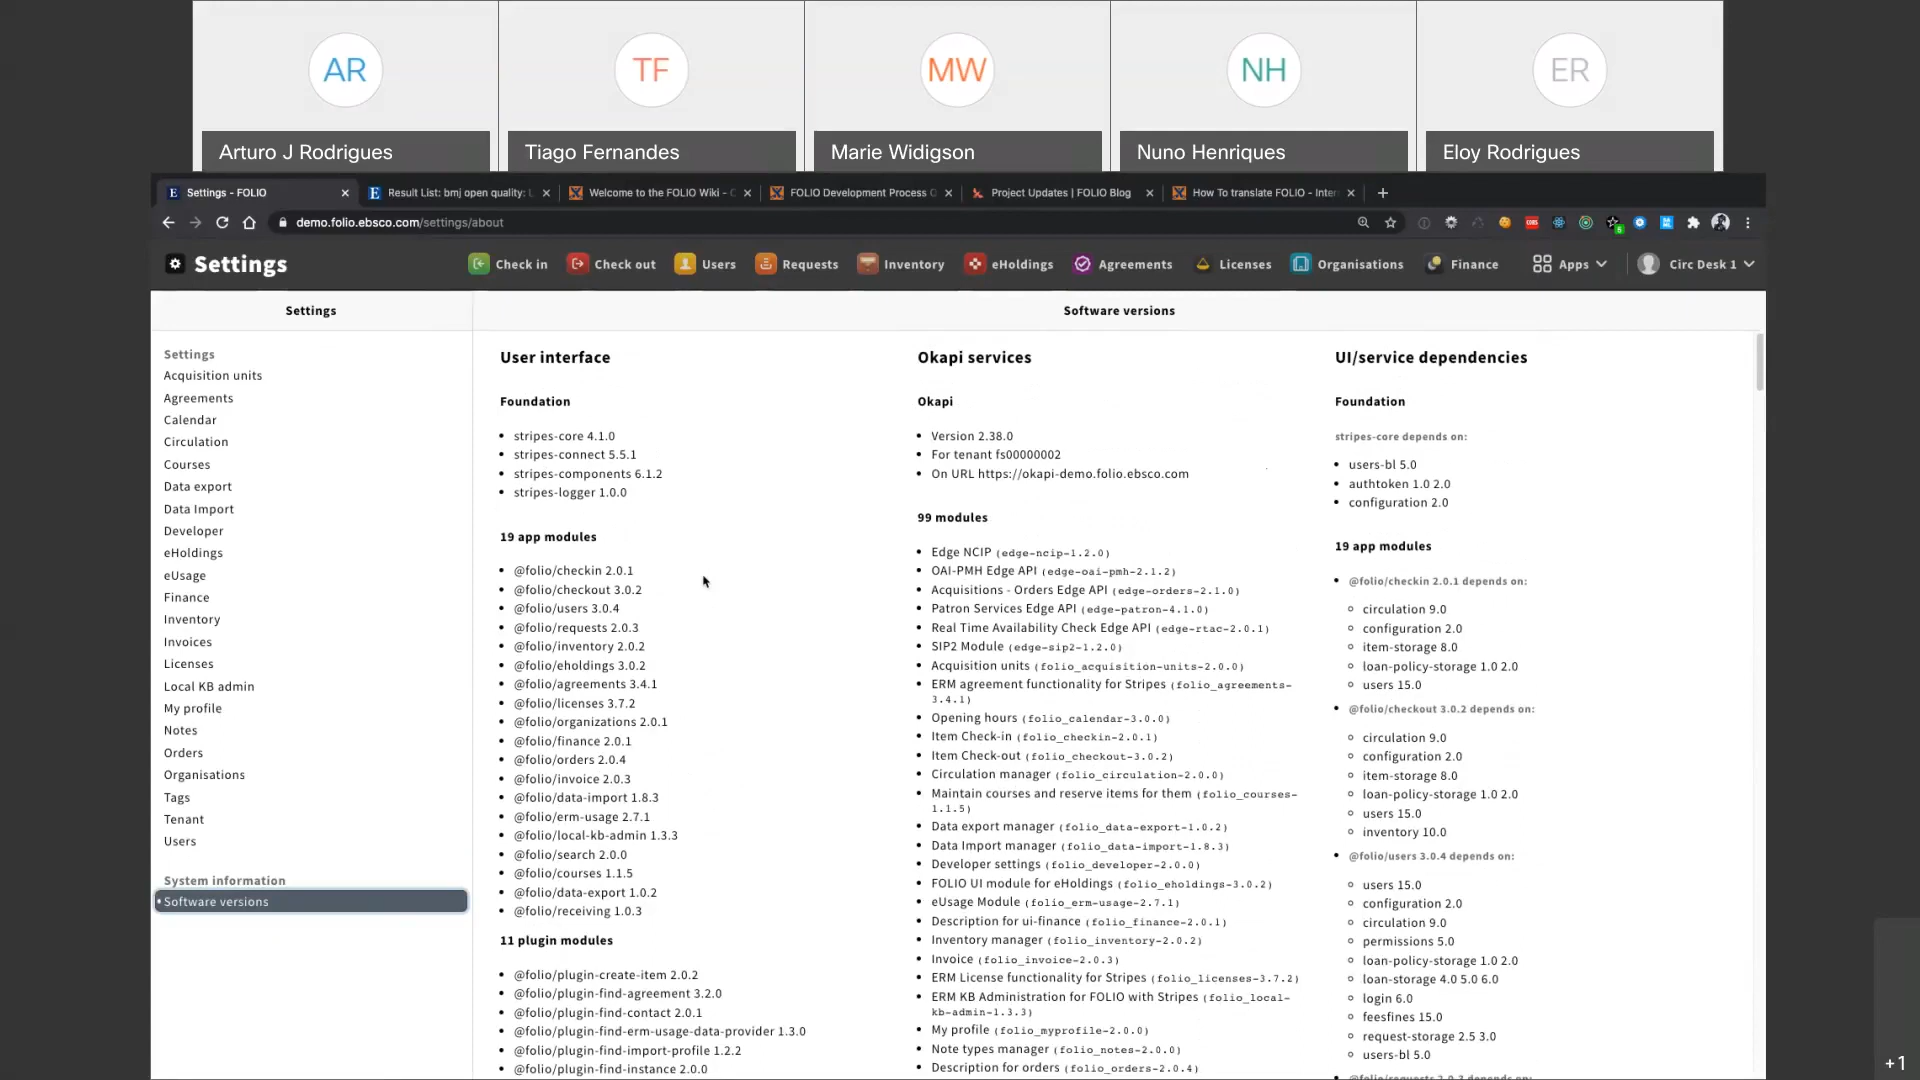 AR
TF
MW
NH
ER
Arturo J Rodrigues
Tiago Fernandes
Marie Widigson
Nuno Henriques
Eloy Rodrigues
Settings - FOLIO
Result List: bmj open quality:
Welcome to the FOLIO Wiki -
FOLIO Development Process
Project Updates | FOLIO Blog
How To translate FOLIO - Inter
demo.folio.ebsco.com/settings/about
Settings
Check in
Check out
Users
Requests
Inventory
eHoldings
Agreements
Licenses
Organisations
Finance
Apps
Circ Desk 1
Settings
Settings
Acquisition units
Agreements
Calendar
Circulation
Courses
Data export
Data Import
Developer
eHoldings
eUsage
Finance
Inventory
Invoices
Licenses
Local KB admin
My profile
Notes
Orders
Organisations
Tags
Tenant
Users
System information
Software versions
Software versions
User interface
Foundation
stripes-core 4.1.0
stripes-connect 5.5.1
stripes-components 6.1.2
stripes-logger 1.0.0
19 app modules
@folio/checkin 2.0.1
@folio/checkout 3.0.2
@folio/users 3.0.4
@folio/requests 2.0.3
@folio/inventory 2.0.2
@folio/eholdings 3.0.2
@folio/agreements 3.4.1
@folio/licenses 3.7.2
@folio/organizations 2.0.1
@folio/finance 2.0.1
@folio/orders 2.0.4
@folio/invoice 2.0.3
@folio/data-import 1.8.3
@folio/erm-usage 2.7.1
@folio/local-kb-admin 1.3.3
@folio/search 2.0.0
@folio/courses 1.1.5
@folio/data-export 1.0.2
@folio/receiving 1.0.3
11 plugin modules
@folio/plugin-create-item 2.0.2
@folio/plugin-find-agreement 3.2.0
@folio/plugin-find-contact 2.0.1
@folio/plugin-find-erm-usage-data-provider 1.3.0
@folio/plugin-find-import-profile 1.2.2
@folio/plugin-find-instance 2.0.0
Okapi services
Okapi
Version 2.38.0
For tenant fs00000002
On URL https://okapi-demo.folio.ebsco.com
99 modules
Edge NCIP (edge-ncip-1.2.0)
OAI-PMH Edge API (edge-oai-pmh-2.1.2)
Acquisitions - Orders Edge API (edge-orders-2.1.0)
Patron Services Edge API (edge-patron-4.1.0)
Real Time Availability Check Edge API (edge-rtac-2.0.1)
SIP2 Module (edge-sip2-1.2.0)
Acquisition units (folio_acquisition-units-2.0.0)
ERM agreement functionality for Stripes (folio_agreements-
3.4.1)
Opening hours (folio_calendar-3.0.0)
Item Check-in (folio_checkin-2.0.1)
Item Check-out (folio_checkout-3.0.2)
Circulation manager (folio_circulation-2.0.0)
Maintain courses and reserve items for them (folio_courses-
1.1.5)
Data export manager (folio_data-export-1.0.2)
Data Import manager (folio_data-import-1.8.3)
Developer settings (folio_developer-2.0.0)
FOLIO UI module for eHoldings (folio_eholdings-3.0.2)
eUsage Module (folio_erm-usage-2.7.1)
Description for ui-finance (folio_finance-2.0.1)
Inventory manager (folio_inventory-2.0.2)
Invoice (folio_invoice-2.0.3)
ERM License functionality for Stripes (folio_licenses-3.7.2)
ERM KB Administration for FOLIO with Stripes (folio_local-
kb-admin-1.3.3)
My profile (folio_myprofile-2.0.0)
Note types manager (folio_notes-2.0.0)
Description for orders (folio_orders-2.0.4)
UI/service dependencies
Foundation
stripes-core depends on:
users-bl 5.0
authtoken 1.0 2.0
configuration 2.0
19 app modules
@folio/checkin 2.0.1 depends on:
circulation 9.0
configuration 2.0
item-storage 8.0
loan-policy-storage 1.0 2.0
users 15.0
@folio/checkout 3.0.2 depends on:
circulation 9.0
configuration 2.0
item-storage 8.0
loan-policy-storage 1.0 2.0
users 15.0
inventory 10.0
@folio/users 3.0.4 depends on:
users 15.0
configuration 2.0
circulation 9.0
permissions 5.0
loan-policy-storage 1.0 2.0
loan-storage 4.0 5.0 6.0
login 6.0
feesfines 15.0
request-storage 2.5 3.0
users-bl 5.0
@folio/requests 2.0.3 depends on:
+1